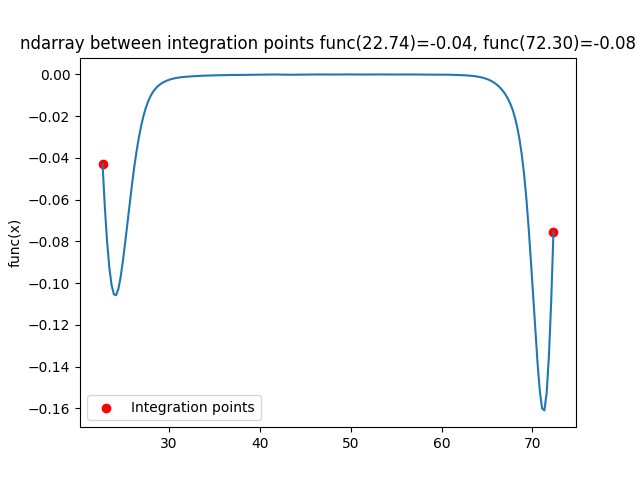 ndarray between integration points func(22.74)=-0.04, func(72.30)=-0.08
0.00
−0.02
−0.04
−0.06
−0.08
−0.10
−0.12
−0.14
−0.16
func(x)
Integration points
30 40 50 60 70